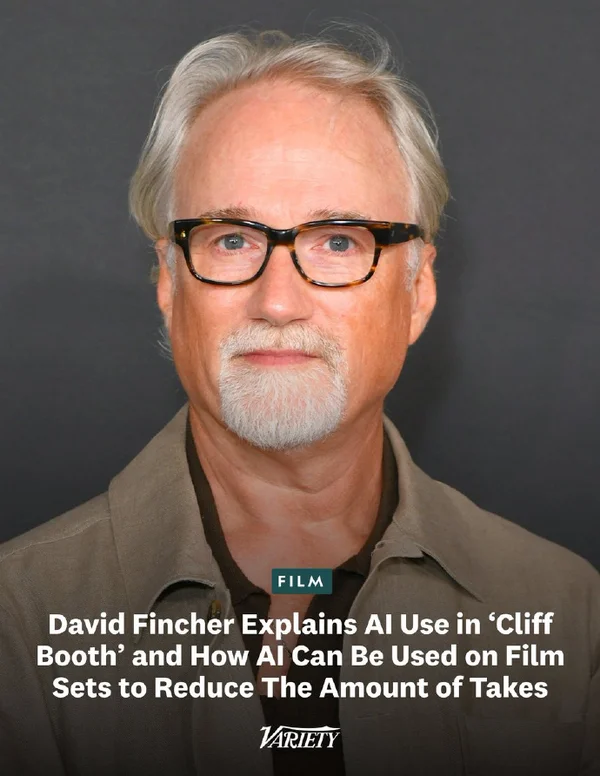 FILM
David Fincher Explains AI Use in ‘Cliff
Booth’ and How AI Can Be Used on Film
Sets to Reduce The Amount of Takes
VARIETY